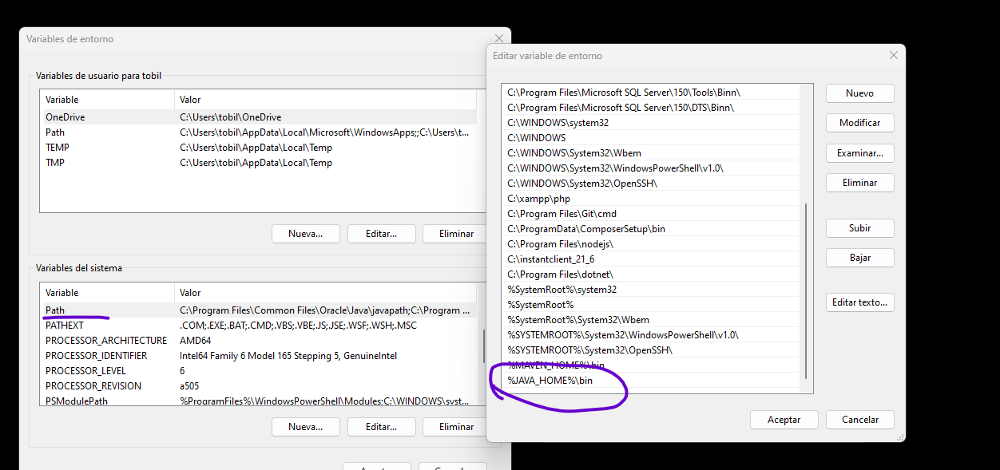 Variables de entorno
Variables de usuario para tobil
Variable Valor
OneDrive C:\Users\tobil\OneDrive
Path C:\Users\tobil\AppData\Local\Microsoft\WindowsApps;;C:\Users\t...
TEMP C:\Users\tobil\AppData\Local\Temp
TMP C:\Users\tobil\AppData\Local\Temp
Nueva... Editar... Eliminar
Variables del sistema
Variable Valor
Path C:\Program Files\Common Files\Oracle\Java\javapath;C:\Program ...
PATHEXT .COM;.EXE;.BAT;.CMD;.VBS;.VBE;.JS;.JSE;.WSF;.WSH;.MSC
PROCESSOR_ARCHITECTURE AMD64
PROCESSOR_IDENTIFIER Intel64 Family 6 Model 165 Stepping 5, GenuineIntel
PROCESSOR_LEVEL 6
PROCESSOR_REVISION a505
PSModulePath %ProgramFiles%\WindowsPowerShell\Modules;C:\WINDOWS\syst...
Nueva... Editar... Eliminar
Editar variable de entorno
C:\Program Files\Microsoft SQL Server\150\Tools\Binn\
C:\Program Files\Microsoft SQL Server\150\DTS\Binn\
C:\WINDOWS\system32
C:\WINDOWS
C:\WINDOWS\System32\Wbem
C:\WINDOWS\System32\WindowsPowerShell\v1.0\
C:\WINDOWS\System32\OpenSSH\
C:\xampp\php
C:\Program Files\Git\cmd
C:\ProgramData\ComposerSetup\bin
C:\Program Files\nodejs\
C:\instantclient_21_6
C:\Program Files\dotnet\
%SystemRoot%\system32
%SystemRoot%
%SystemRoot%\System32\Wbem
%SYSTEMROOT%\System32\WindowsPowerShell\v1.0\
%SYSTEMROOT%\System32\OpenSSH\
%MAVEN_HOME%\bin
%JAVA_HOME%\bin
Nuevo
Modificar
Examinar...
Eliminar
Subir
Bajar
Editar texto...
Aceptar Cancelar